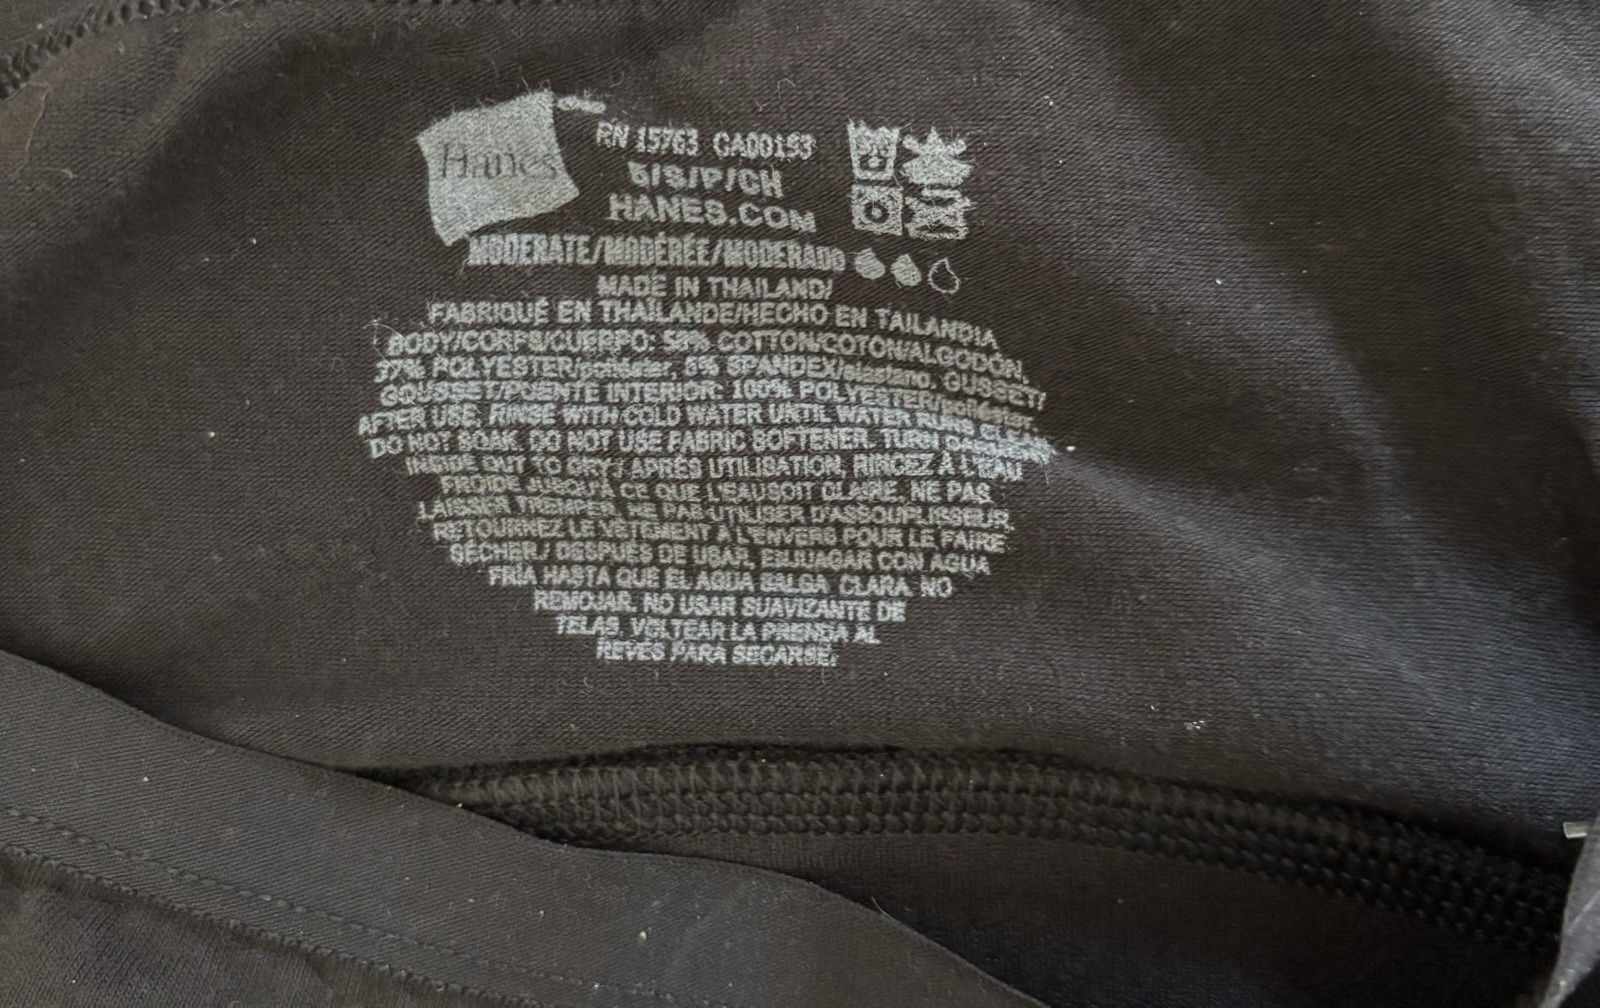 Hanes
RN 15763 CA00153
5/S/P/CH
HANES.COM
MODERATE/MODÉRÉE/MODERADO
MADE IN THAILAND/
FABRIQUÉ EN THAÏLANDE/HECHO EN TAILANDIA
BODY/CORPS/CUERPO: 58% COTTON/COTON/ALGODÓN,
37% POLYESTER/poliéster, 5% SPANDEX/elastano. GUSSET/
GOUSSET/PUENTE INTERIOR: 100% POLYESTER/poliéster.
AFTER USE, RINSE WITH COLD WATER UNTIL WATER RUNS CLEAR.
DO NOT SOAK. DO NOT USE FABRIC SOFTENER. TURN GARMENT
INSIDE OUT TO DRY./ APRÈS UTILISATION, RINCEZ À L'EAU
FROIDE JUSQU'À CE QUE L'EAU SOIT CLAIRE. NE PAS
LAISSER TREMPER. NE PAS UTILISER D'ASSOUPLISSEUR.
RETOURNEZ LE VÊTEMENT À L'ENVERS POUR LE FAIRE
SÉCHER./ DESPUÉS DE USAR, ENJUAGAR CON AGUA
FRÍA HASTA QUE EL AGUA SALGA CLARA. NO
REMOJAR. NO USAR SUAVIZANTE DE
TELAS. VOLTEAR LA PRENDA AL
REVÉS PARA SECARSE.